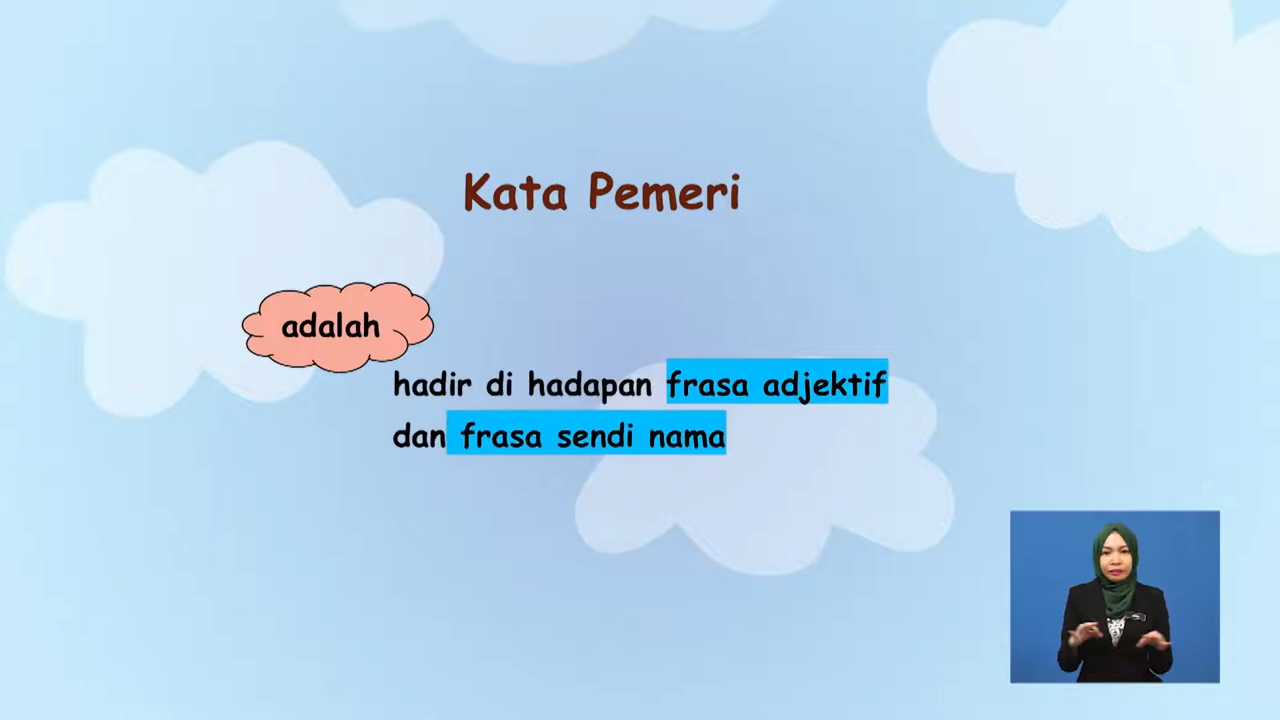 Kata Pemeri
adalah
hadir di hadapan frasa adjektif
dan frasa sendi nama